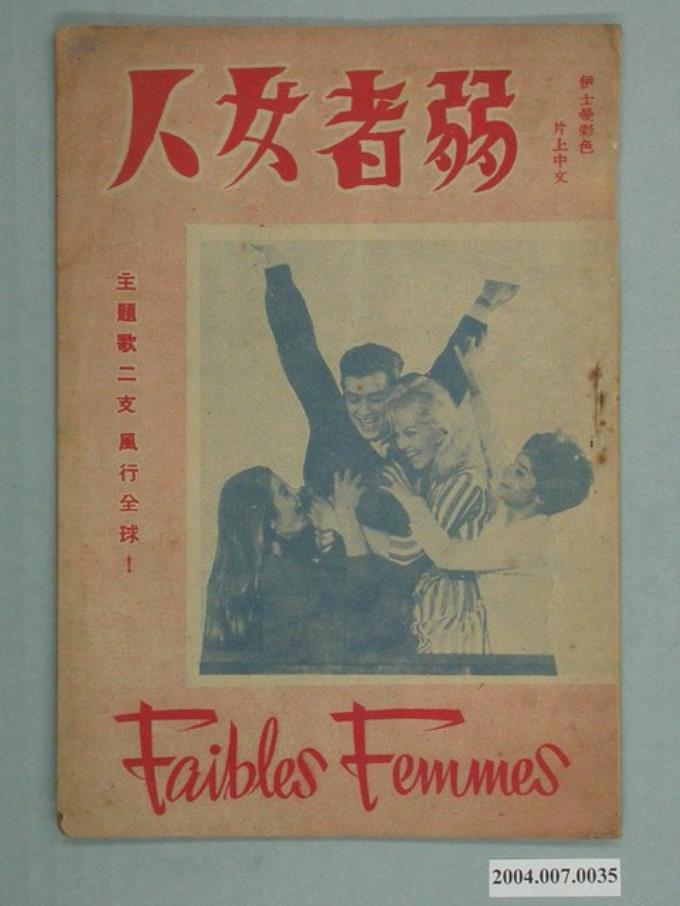 弱者女人
伊士曼彩色
片上中文
主題歌二支 風行全球！
Faibles Femmes
2004.007.0035